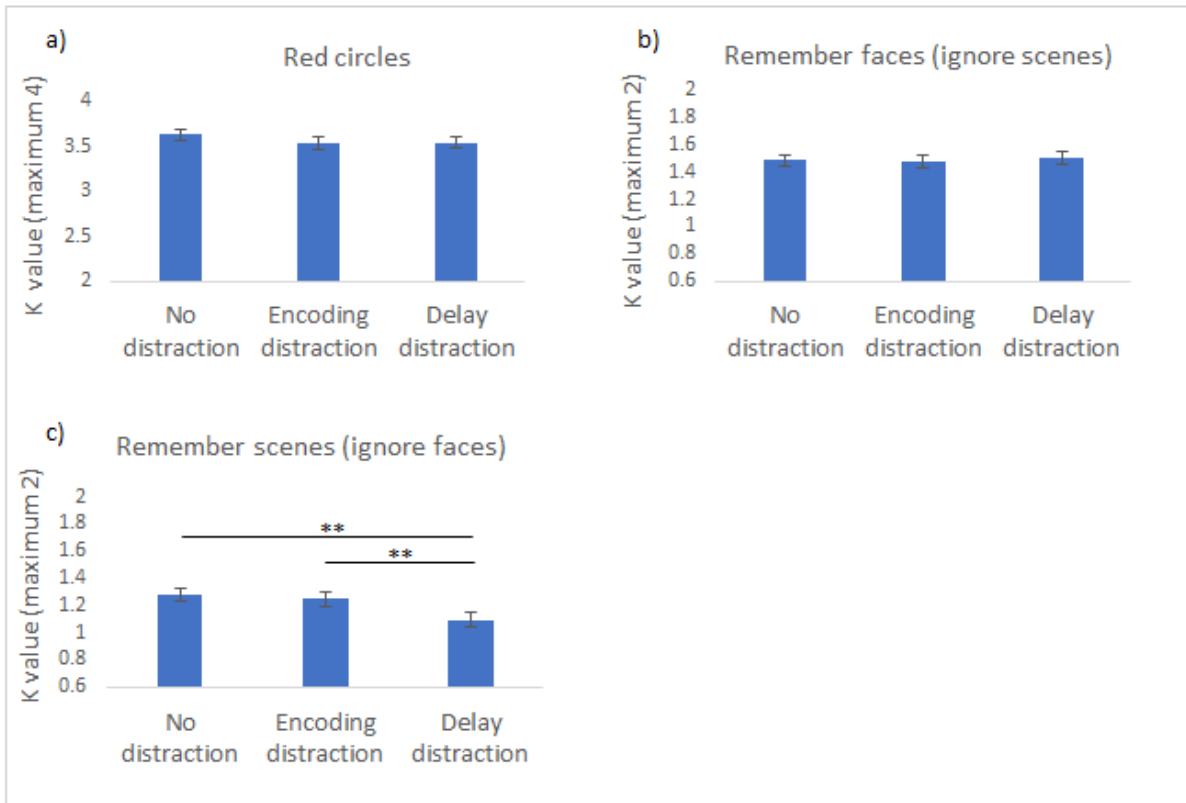 a)
Red circles
K value (maximum 4)
4
3.5
3
2.5
2
No distraction
Encoding distraction
Delay distraction
b)
Remember faces (ignore scenes)
K value (maximum 2)
2
1.8
1.6
1.4
1.2
1
0.8
0.6
No distraction
Encoding distraction
Delay distraction
c)
Remember scenes (ignore faces)
K value (maximum 2)
2
1.8
1.6
1.4
1.2
1
0.8
0.6
**
**
No distraction
Encoding distraction
Delay distraction